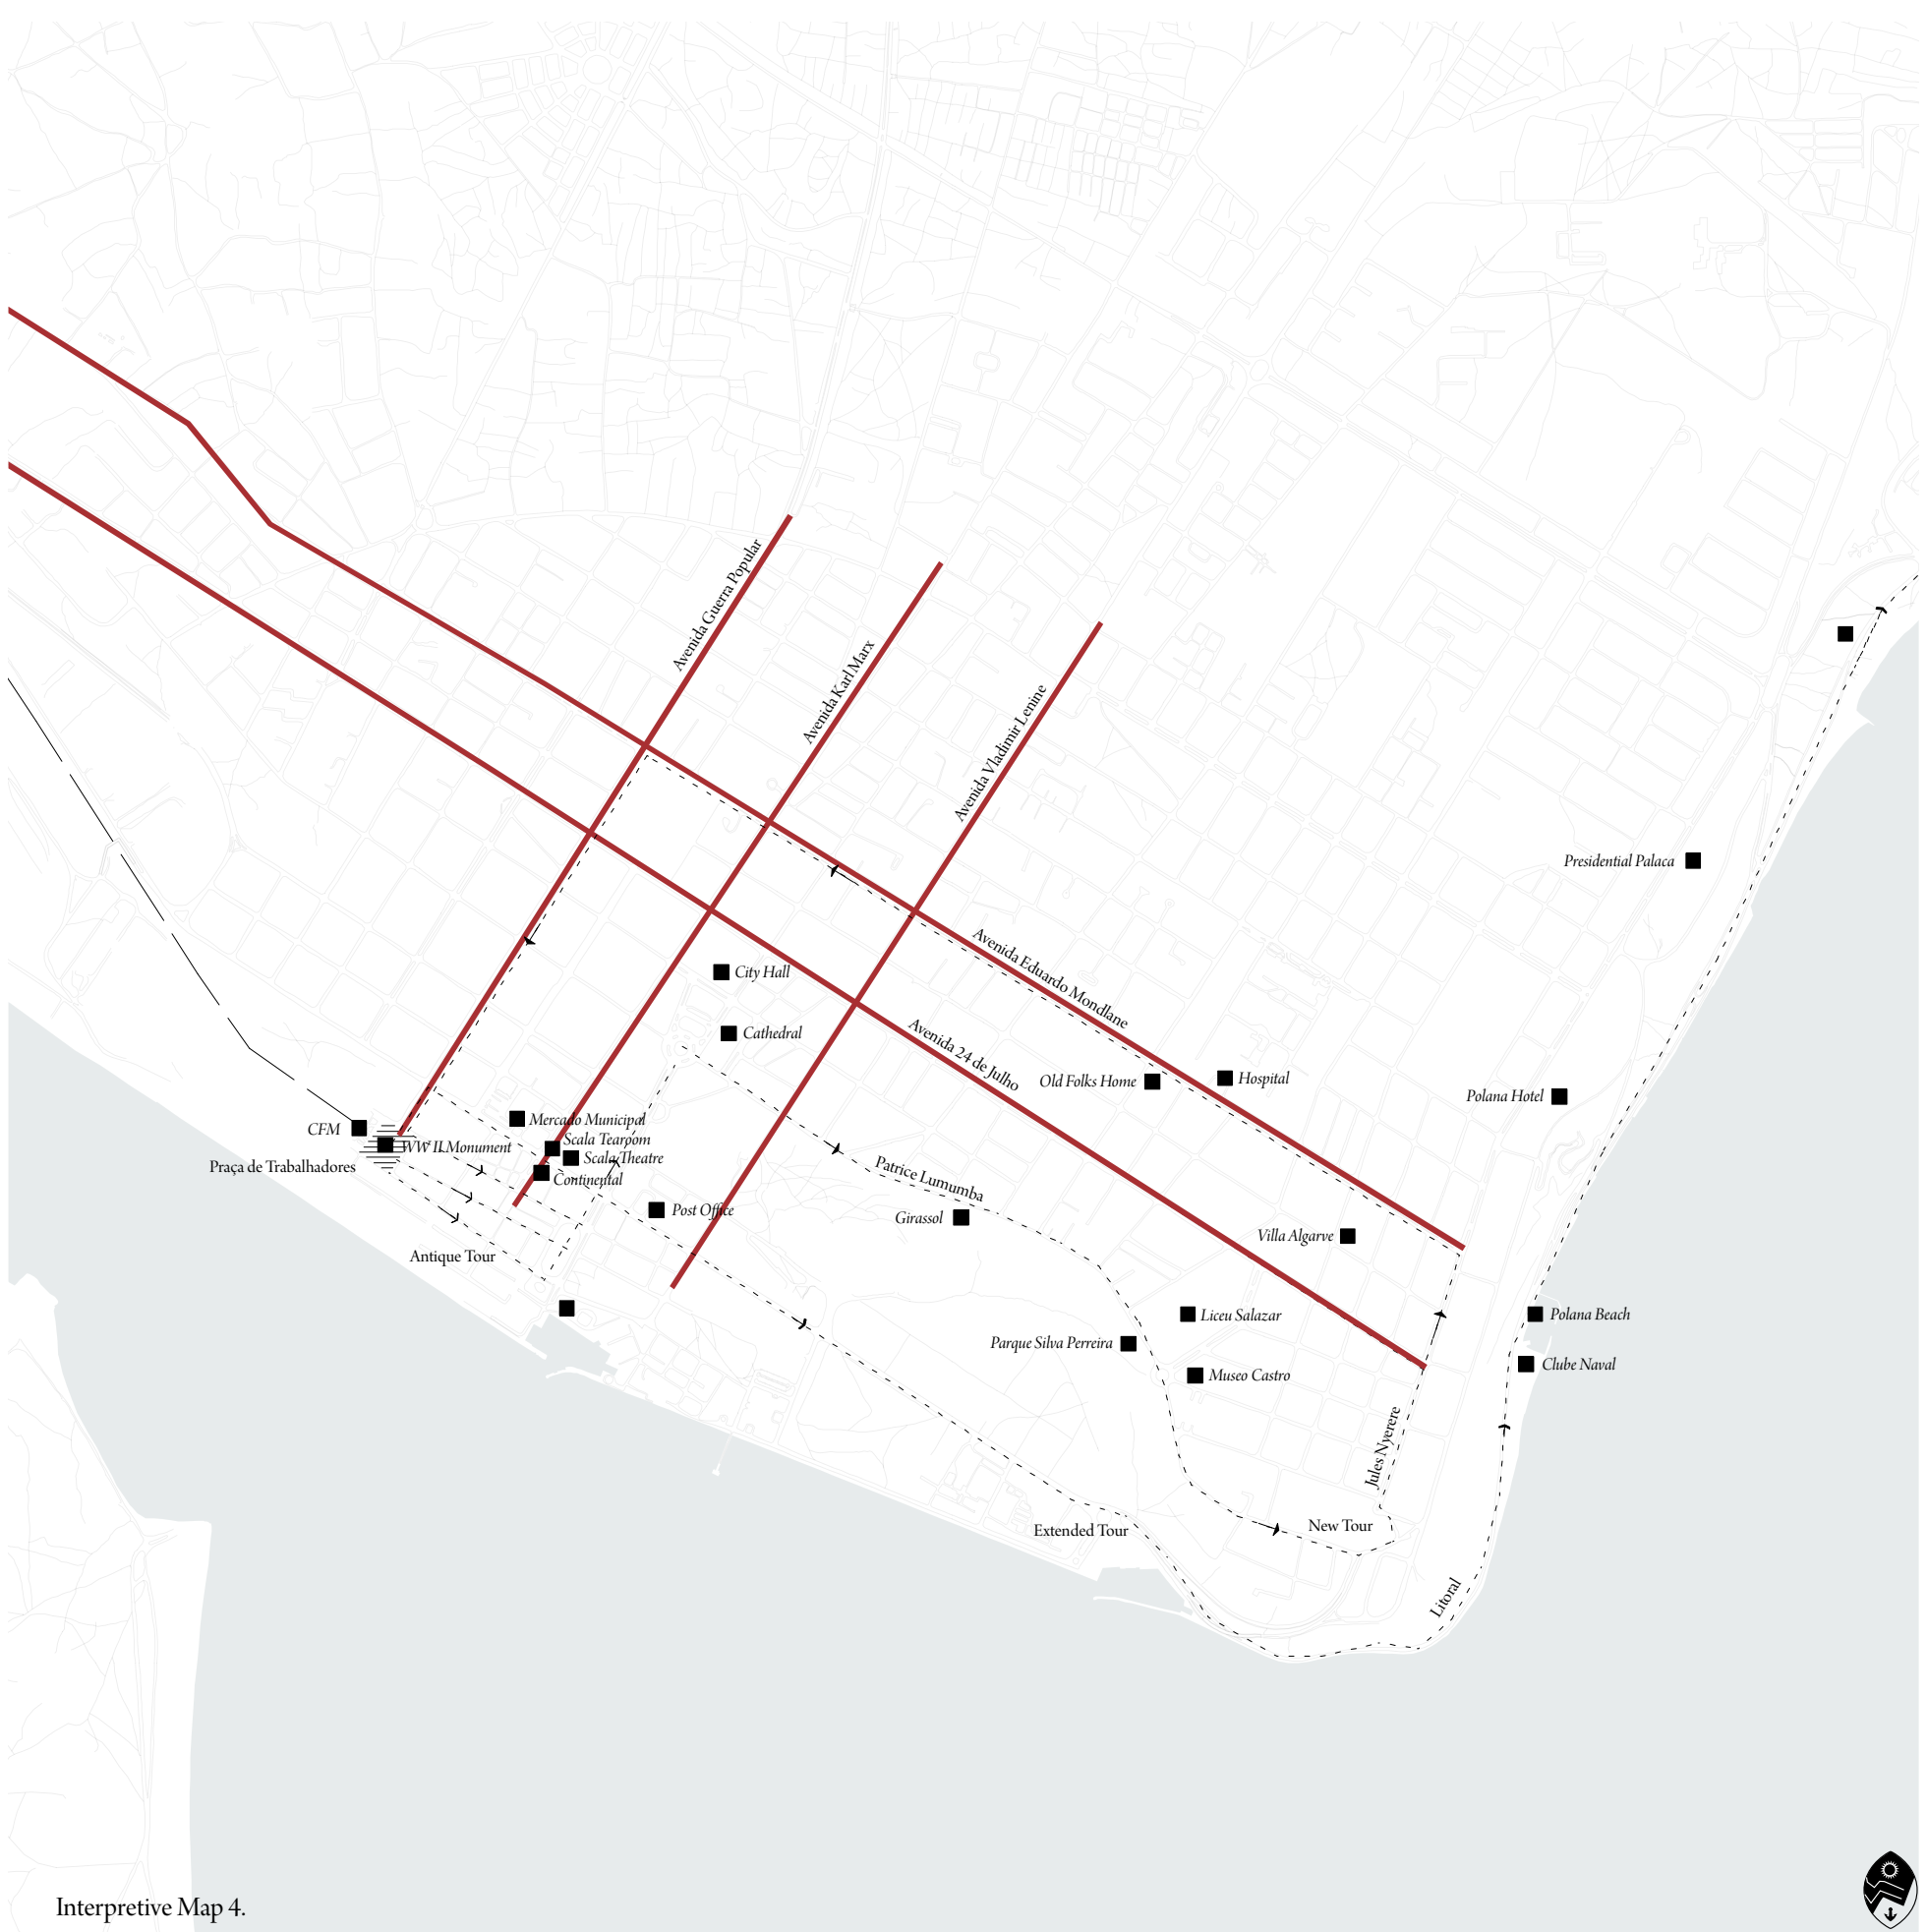 Avenida Guerra Popular
Avenida Karl Marx
Avenida Vladimir Lenine
Presidential Palaca
Avenida Eduardo Mondlane
City Hall
Cathedral
Avenida 24 de Julho
Old Folks Home
Hospital
Polana Hotel
CFM
Mercado Municipal
Scala Tearoom
WW II Monument
Scala Theatre
Praça de Trabalhadores
Continental
Patrice Lumumba
Post Office
Girassol
Villa Algarve
Antique Tour
Liceu Salazar
Polana Beach
Parque Silva Perreira
Clube Naval
Museo Castro
Jules Nyerere
Extended Tour
New Tour
Litoral
Interpretive Map 4.